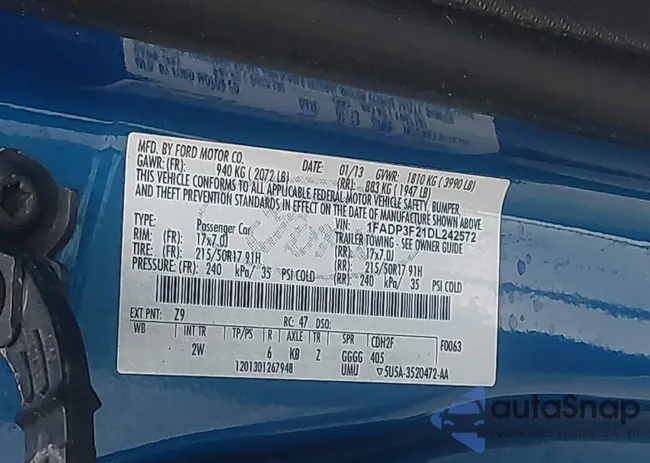 MFD. BY FORD MOTOR CO.
DATE: 01/13 GVWR: 1810 KG ( 3990 LB)
GAWR: (FR): 940 KG ( 2072 LB) (RR): 883 KG ( 1947 LB)
THIS VEHICLE CONFORMS TO ALL APPLICABLE FEDERAL MOTOR VEHICLE SAFETY, BUMPER,
AND THEFT PREVENTION STANDARDS IN EFFECT ON THE DATE OF MANUFACTURE SHOWN ABOVE.
VIN: 1FADP3F21DL242572
TYPE: Passenger Car TRAILER TOWING - SEE OWNER GUIDE
RIM: (FR): 17x7.0J (RR): 17x7.0J
TIRE: (FR): 215/50R17 91H (RR): 215/50R17 91H
PRESSURE: (FR): 240 kPa/ 35 PSI COLD (RR): 240 kPa/ 35 PSI COLD
EXT PNT: Z9 RC: 47 DSO: F0063
WB INT TR TP/PS R AXLE TR SPR CDH2F
2W 6 KB Z GGGG 405
1201301267948 UMU ▽5U5A-3520472-AA
autoSnap